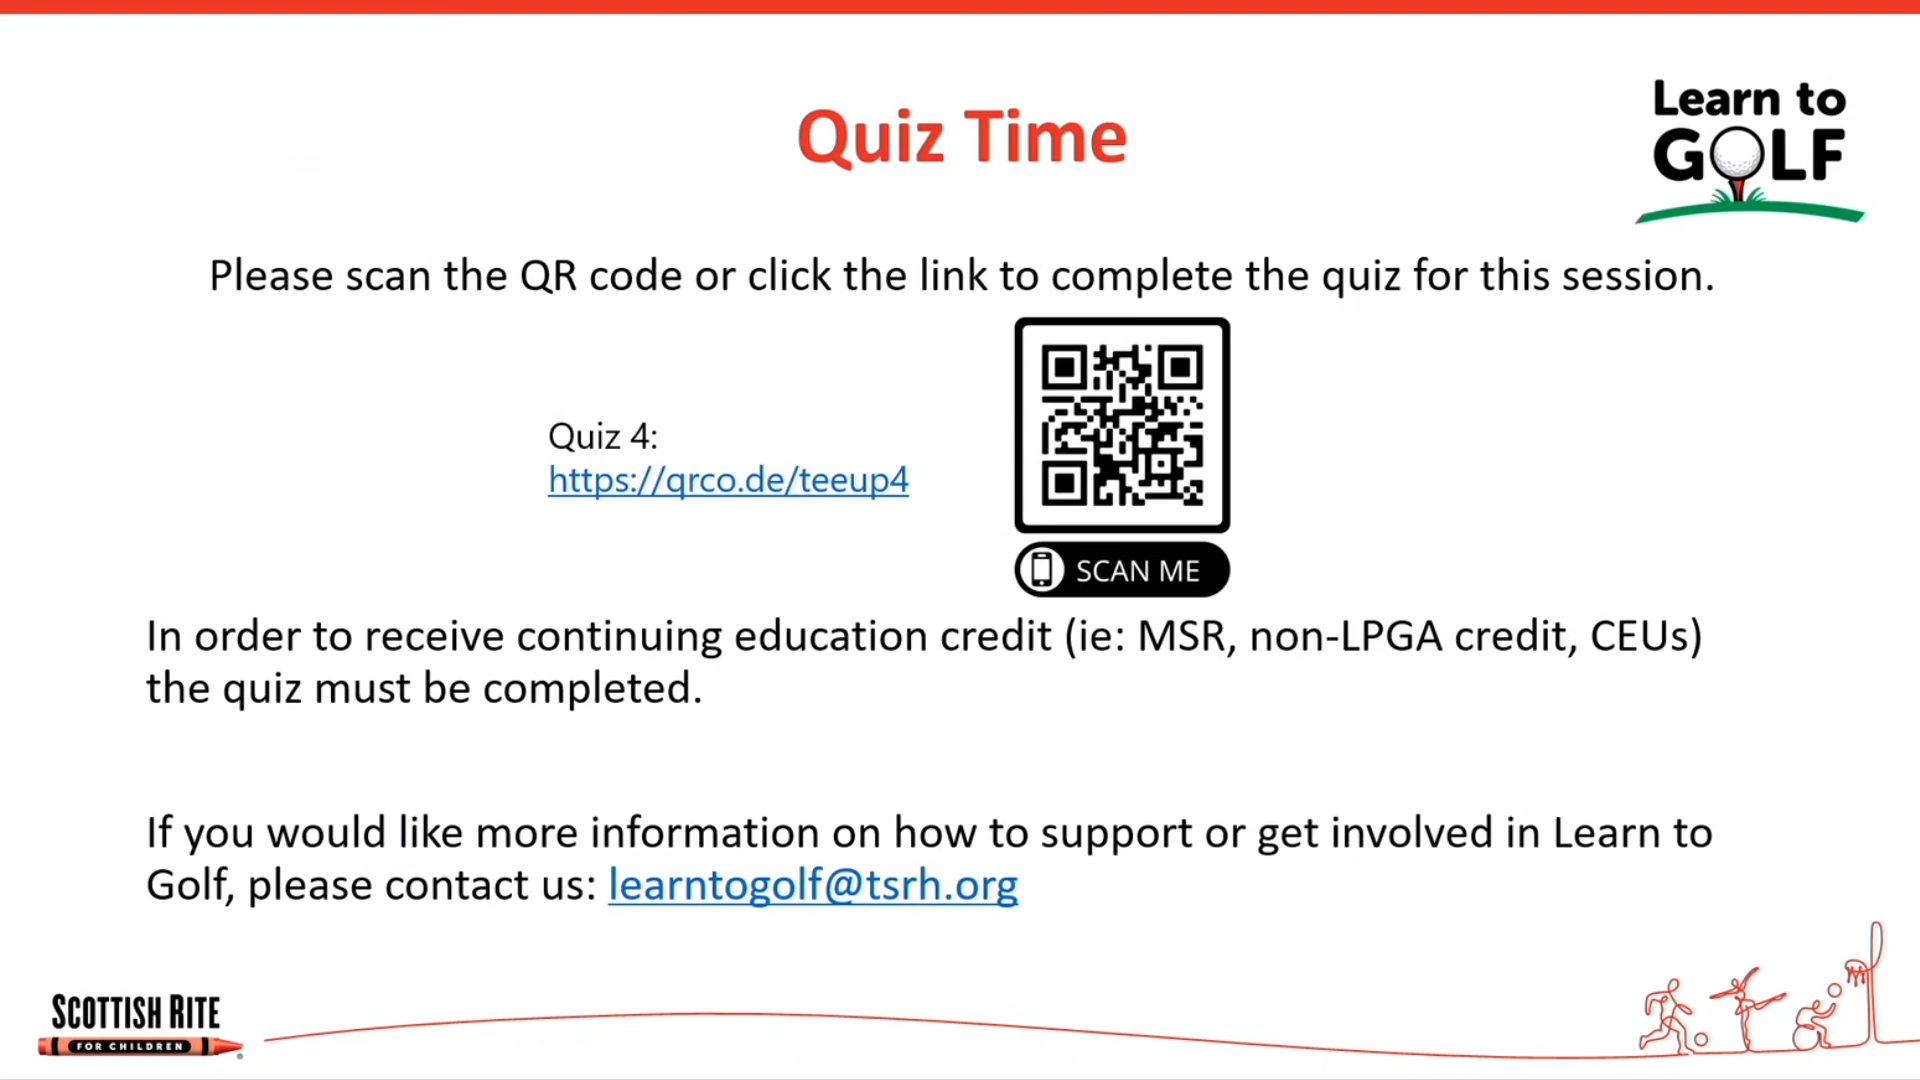 Quiz Time
Learn to
GOLF
Please scan the QR code or click the link to complete the quiz for this session.
Quiz 4:
https://qrco.de/teeup4
SCAN ME
In order to receive continuing education credit (ie: MSR, non-LPGA credit, CEUs)
the quiz must be completed.
If you would like more information on how to support or get involved in Learn to
Golf, please contact us: learntogolf@tsrh.org
SCOTTISH RITE
FOR CHILDREN
®